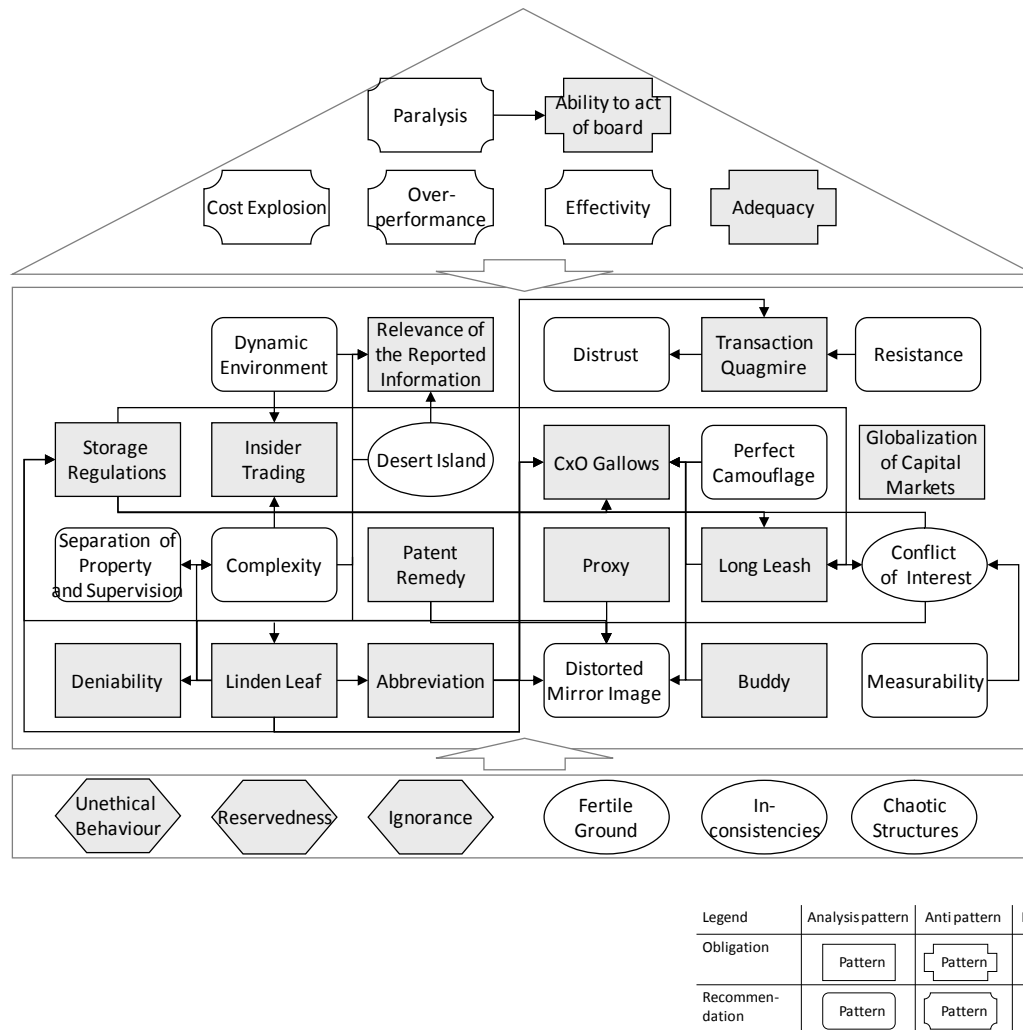 Paralysis
Ability to act
of board
Cost Explosion
Over-
performance
Effectivity
Adequacy
Dynamic
Environment
Relevance of
the Reported
Information
Distrust
Transaction
Quagmire
Resistance
Storage
Regulations
Insider
Trading
Desert Island
CxO Gallows
Perfect
Camouflage
Globalization
of Capital
Markets
Separation of
Property
and Supervision
Complexity
Patent
Remedy
Proxy
Long Leash
Conflict
of Interest
Deniability
Linden Leaf
Abbreviation
Distorted
Mirror Image
Buddy
Measurability
Unethical
Behaviour
Reservedness
Ignorance
Fertile
Ground
In-
consistencies
Chaotic
Structures
Legend
Analysis pattern
Anti pattern
Obligation
Pattern
Pattern
Recommen-
dation
Pattern
Pattern